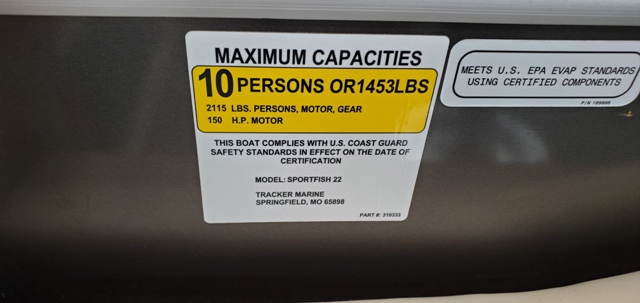 MAXIMUM CAPACITIES
10 PERSONS OR1453LBS
2115 LBS. PERSONS, MOTOR, GEAR
150 H.P. MOTOR
THIS BOAT COMPLIES WITH U.S. COAST GUARD
SAFETY STANDARDS IN EFFECT ON THE DATE OF
CERTIFICATION
MODEL: SPORTFISH 22
TRACKER MARINE
SPRINGFIELD, MO 65898
PART #: 319333
MEETS U.S. EPA EVAP STANDARDS
USING CERTIFIED COMPONENTS
P/N